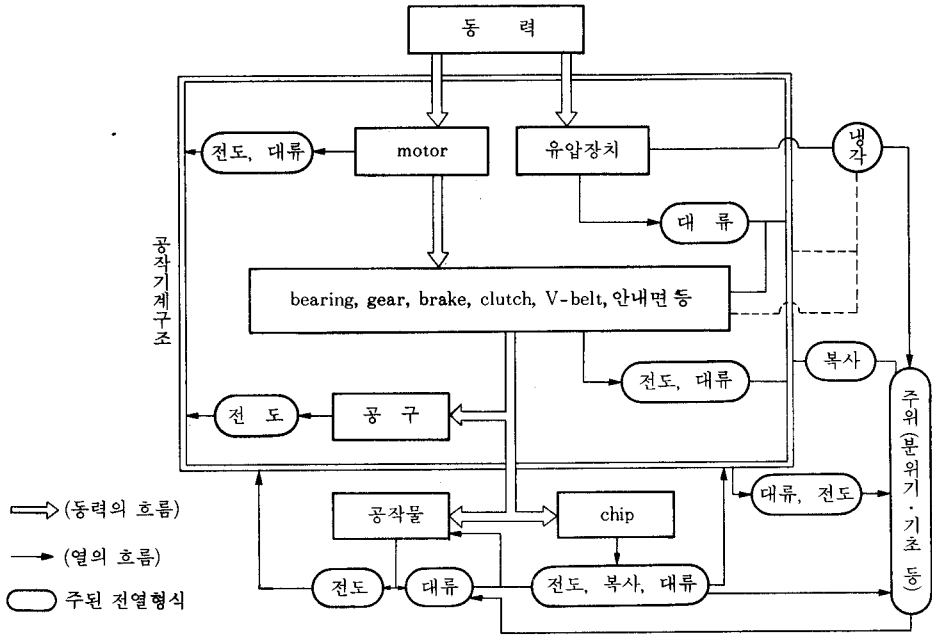 동 력
전도, 대류
motor
유압장치
냉각
대 류
공작기계구조
bearing, gear, brake, clutch, V-belt, 안내면 등
복사
전도, 대류
전 도
공 구
주위(분위기·기초 등)
대류, 전도
(동력의 흐름)
공작물
chip
(열의 흐름)
전도
대류
전도, 복사, 대류
주된 전열형식